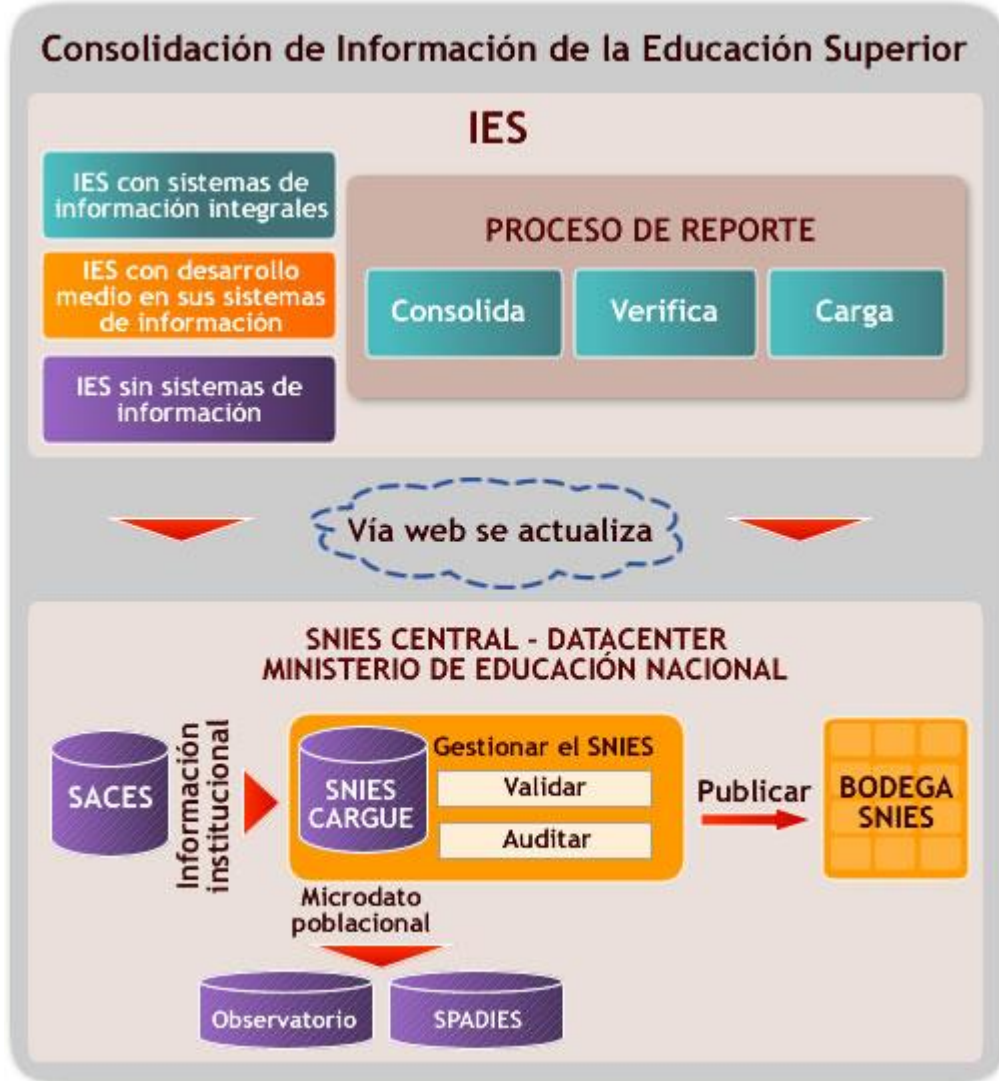 Consolidación de Información de la Educación Superior
IES
IES con sistemas de
información integrales
IES con desarrollo
medio en sus sistemas
de información
IES sin sistemas de
información
PROCESO DE REPORTE
Consolida
Verifica
Carga
Vía web se actualiza
SNIES CENTRAL - DATACENTER
MINISTERIO DE EDUCACIÓN NACIONAL
SACES
Información
institucional
SNIES
CARGUE
Gestionar el SNIES
Validar
Auditar
Publicar
BODEGA
SNIES
Microdato
poblacional
Observatorio
SPADIES